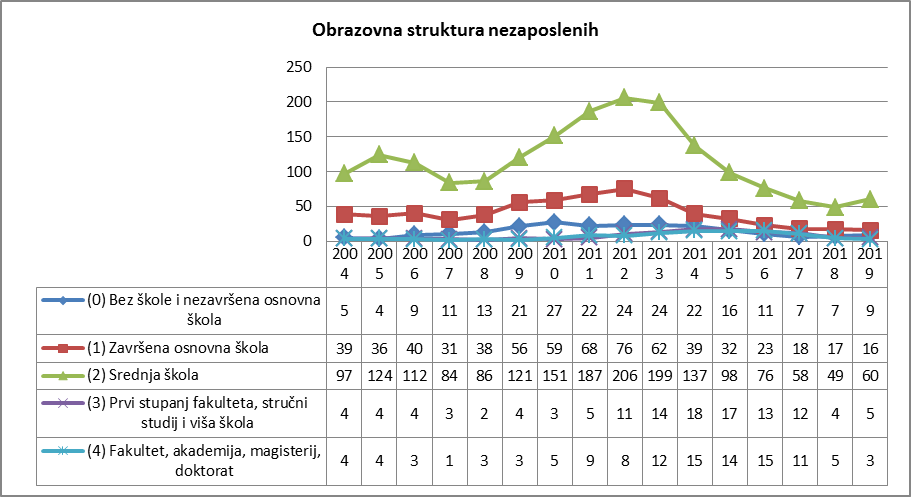 Obrazovna struktura nezaposlenih
250
200
150
100
50
0
200 200 200 200 200 200 201 201 201 201 201 201 201 201 201 201
4 5 6 7 8 9 0 1 2 3 4 5 6 7 8 9
(0) Bez škole i nezavršena osnovna
škola
5 4 9 11 13 21 27 22 24 24 22 16 11 7 7 9
(1) Završena osnovna škola
39 36 40 31 38 56 59 68 76 62 39 32 23 18 17 16
(2) Srednja škola
97 124 112 84 86 121 151 187 206 199 137 98 76 58 49 60
(3) Prvi stupanj fakulteta, stručni
studij i viša škola
4 4 4 3 2 4 3 5 11 14 18 17 13 12 4 5
(4) Fakultet, akademija, magisterij,
doktorat
4 4 3 1 3 3 5 9 8 12 15 14 15 11 5 3